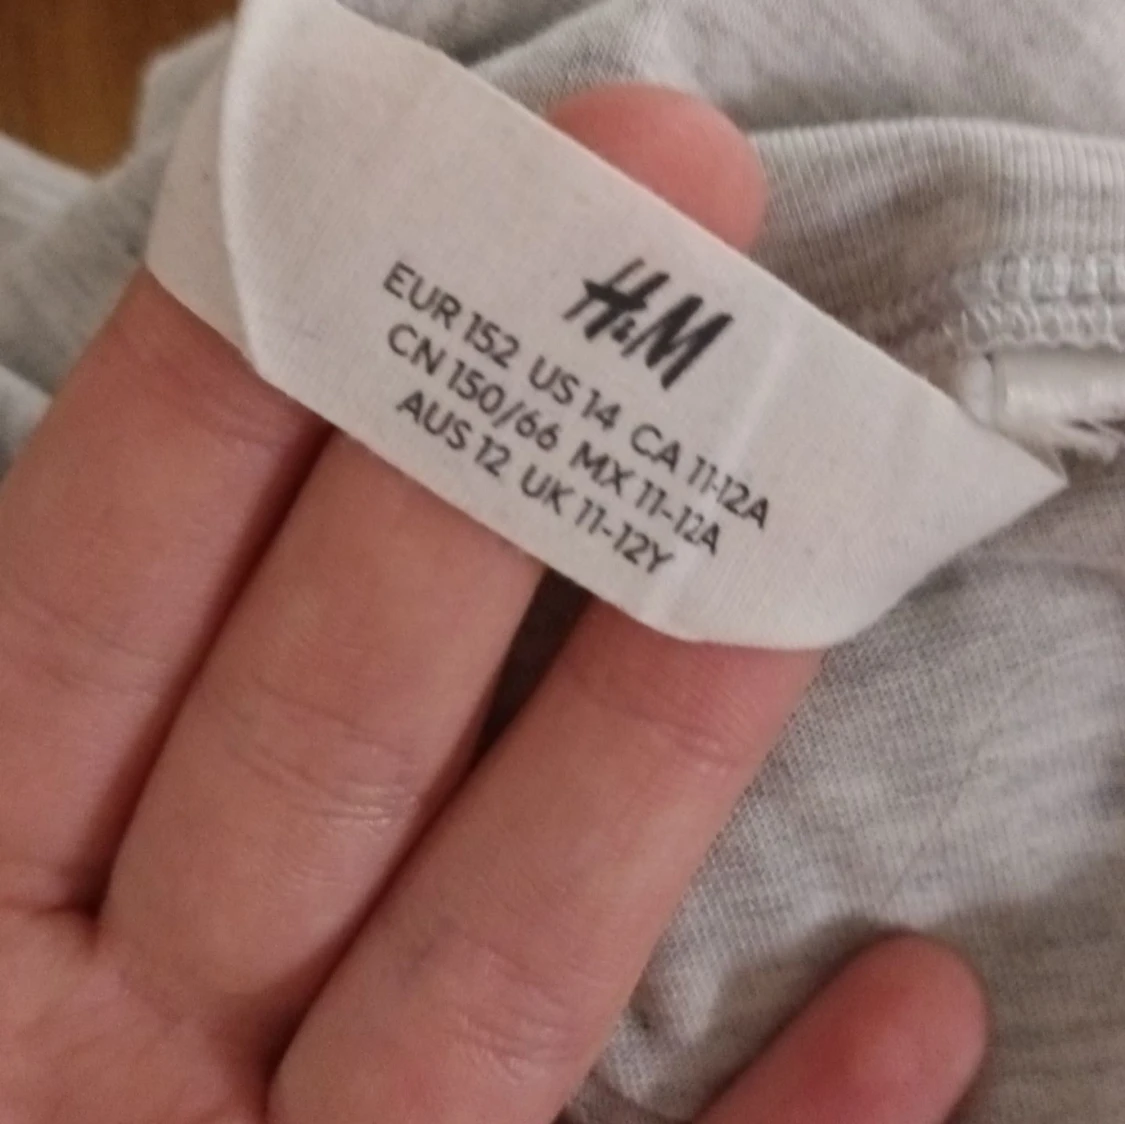 H&M
EUR 152 US 14 CA 11-12A
CN 150/66 MX 11-12A
AUS 12 UK 11-12Y